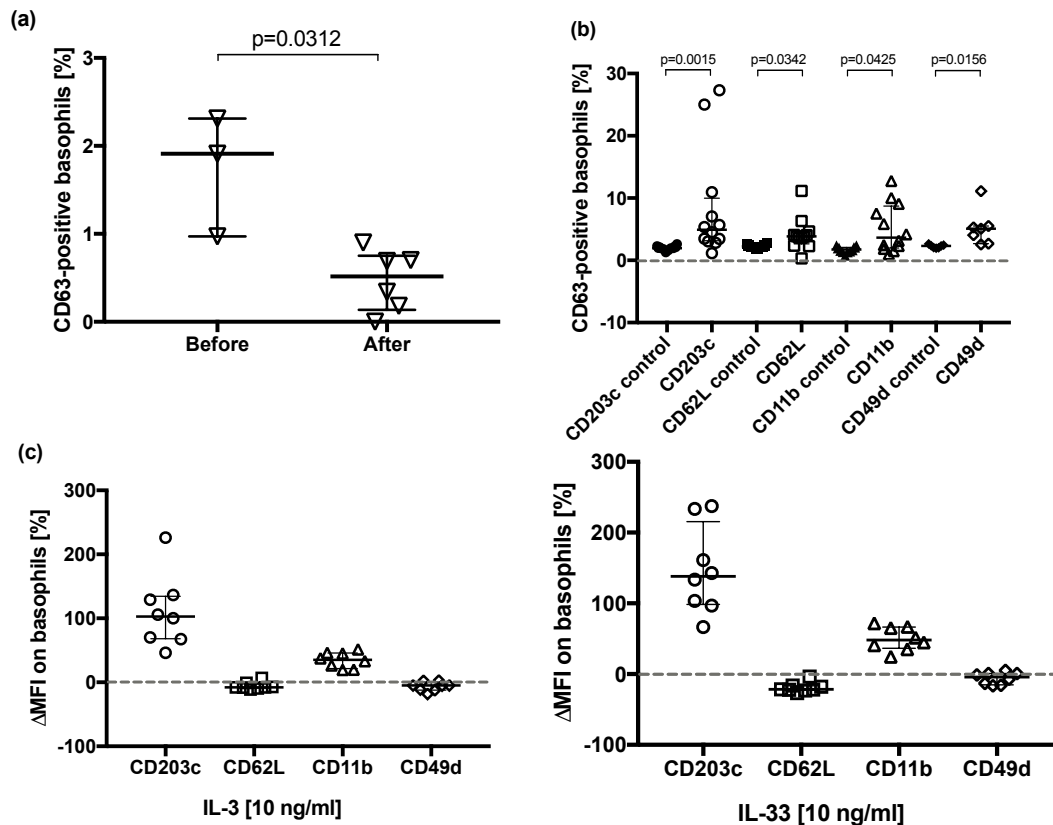 (a)
p=0.0312
CD63-positive basophils [%]
3
2
1
0
Before
After
(b)
p=0.0015
p=0.0342
p=0.0425
p=0.0156
CD63-positive basophils [%]
30
20
10
0
-10
CD203c control
CD203c
CD62L control
CD62L
CD11b control
CD11b
CD49d control
CD49d
(c)
ΔMFI on basophils [%]
300
200
100
0
-100
CD203c
CD62L
CD11b
CD49d
IL-3 [10 ng/ml]
ΔMFI on basophils [%]
300
200
100
0
-100
CD203c
CD62L
CD11b
CD49d
IL-33 [10 ng/ml]